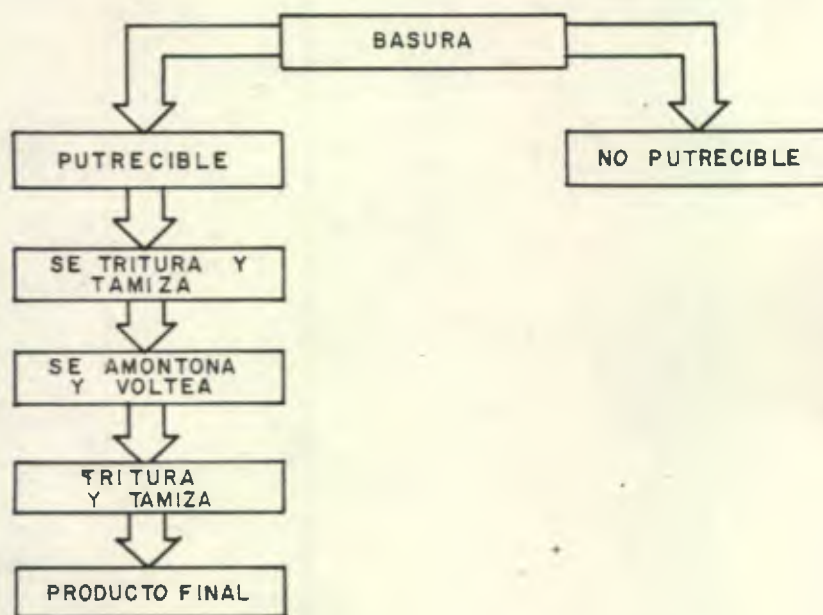 BASURA
PUTRECIBLE
NO PUTRECIBLE
SE TRITURA Y
TAMIZA
SE AMONTONA
Y VOLTEA
TRITURA
Y TAMIZA
PRODUCTO FINAL